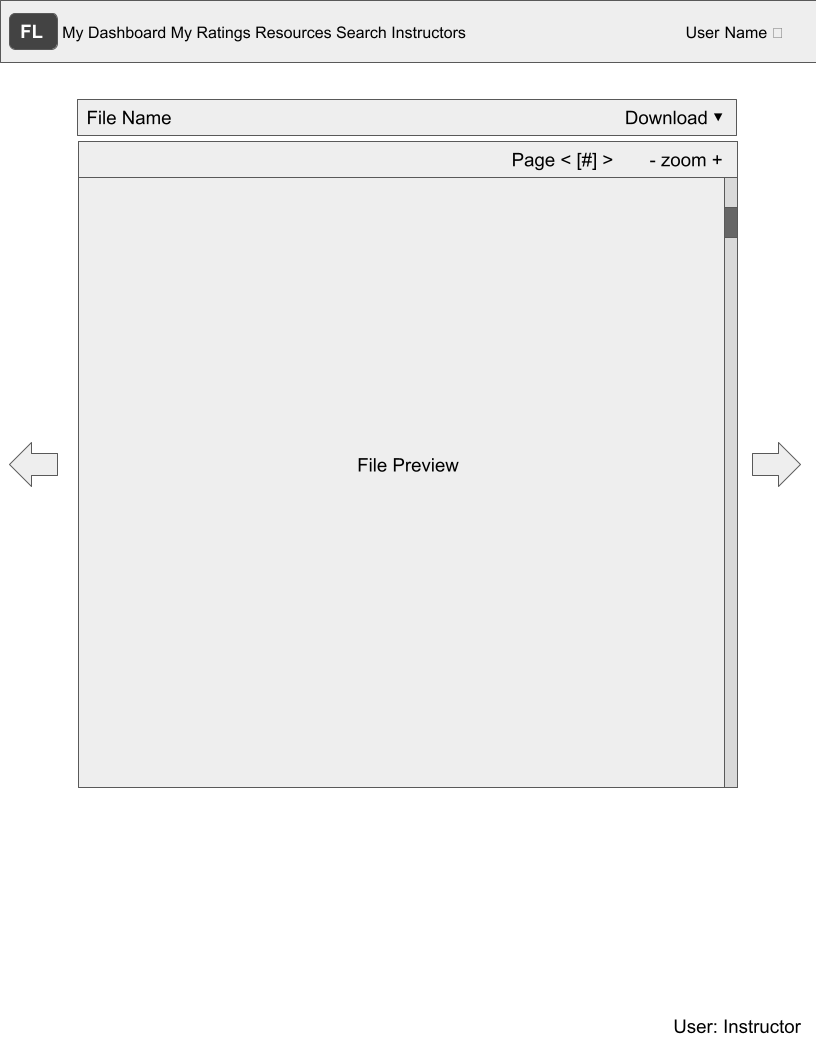 FL My Dashboard My Ratings Resources Search Instructors User Name □
File Name Download ▼
Page < [#] > - zoom +
File Preview
User: Instructor